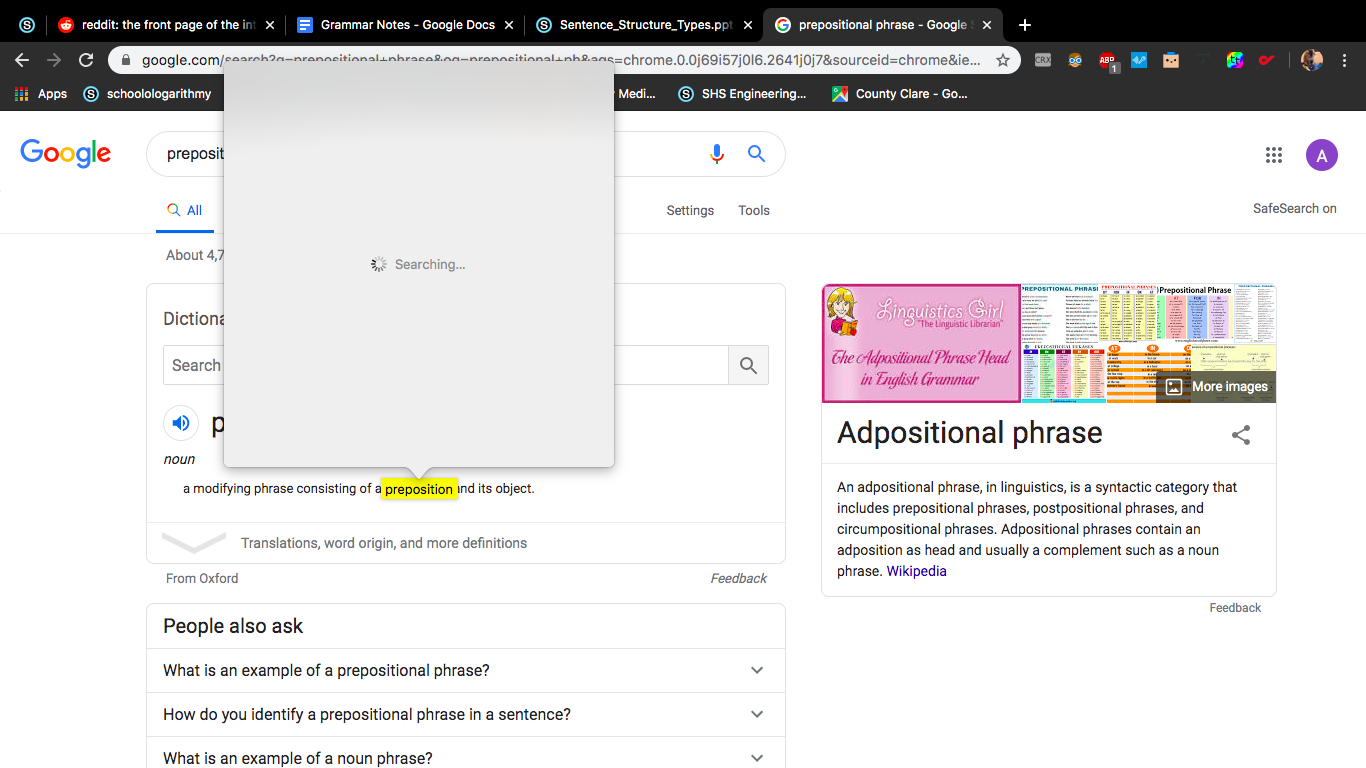 reddit: the front page of the int
Grammar Notes - Google Docs
Sentence_Structure_Types.ppt
prepositional phrase - Google S
google.com/search?q=prepositional+phrase&oq=prepositional+ph&aqs=chrome.0.0j69i57j0l6.2641j0j7&sourceid=chrome&ie...
CRX
ABP
1
Apps
schoolologarithmy
Medi...
SHS Engineering...
County Clare - Go...
Google
preposit
A
All
Settings
Tools
SafeSearch on
About 4,7
Searching...
Dictiona
Search
p
noun
a modifying phrase consisting of a preposition and its object.
Translations, word origin, and more definitions
From Oxford
Feedback
People also ask
What is an example of a prepositional phrase?
How do you identify a prepositional phrase in a sentence?
What is an example of a noun phrase?
Linguistics Girl
"The Linguistic Librarian"
The Adpositional Phrase Head
in English Grammar
PREPOSITIONAL PHRASE
PREPOSITIONAL PHRASES
Prepositional Phrase
AT
FOR
IN
More images
Adpositional phrase
An adpositional phrase, in linguistics, is a syntactic category that
includes prepositional phrases, postpositional phrases, and
circumpositional phrases. Adpositional phrases contain an
adposition as head and usually a complement such as a noun
phrase. Wikipedia
Feedback